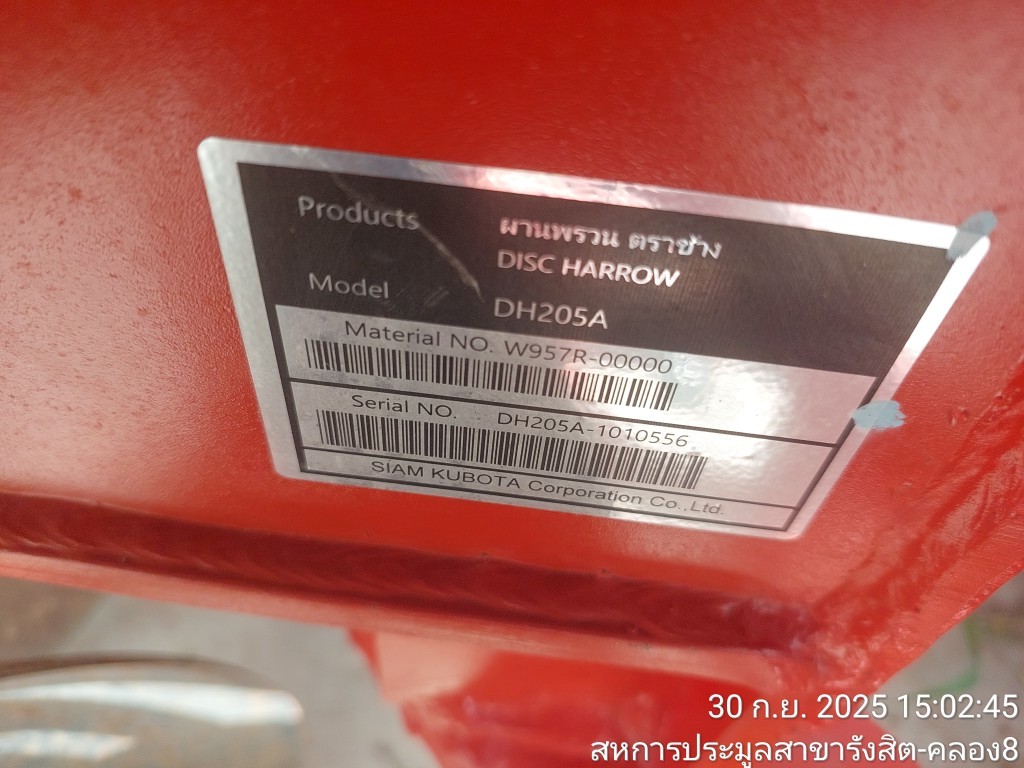 Products ผานพรวน ตราช้าง
DISC HARROW
Model DH205A
Material NO. W957R-00000
Serial NO. DH205A-1010556
SIAM KUBOTA Corporation Co.,Ltd.
30 ก.ย. 2025 15:02:45
สหการประมูลสาขารังสิต-คลอง8